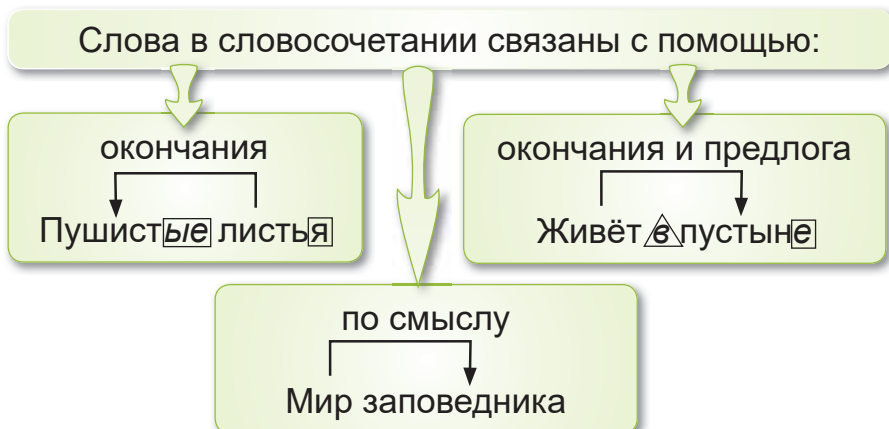 Слова в словосочетании связаны с помощью:
окончания
Пушистые листья
окончания и предлога
Живёт в пустыне
по смыслу
Мир заповедника